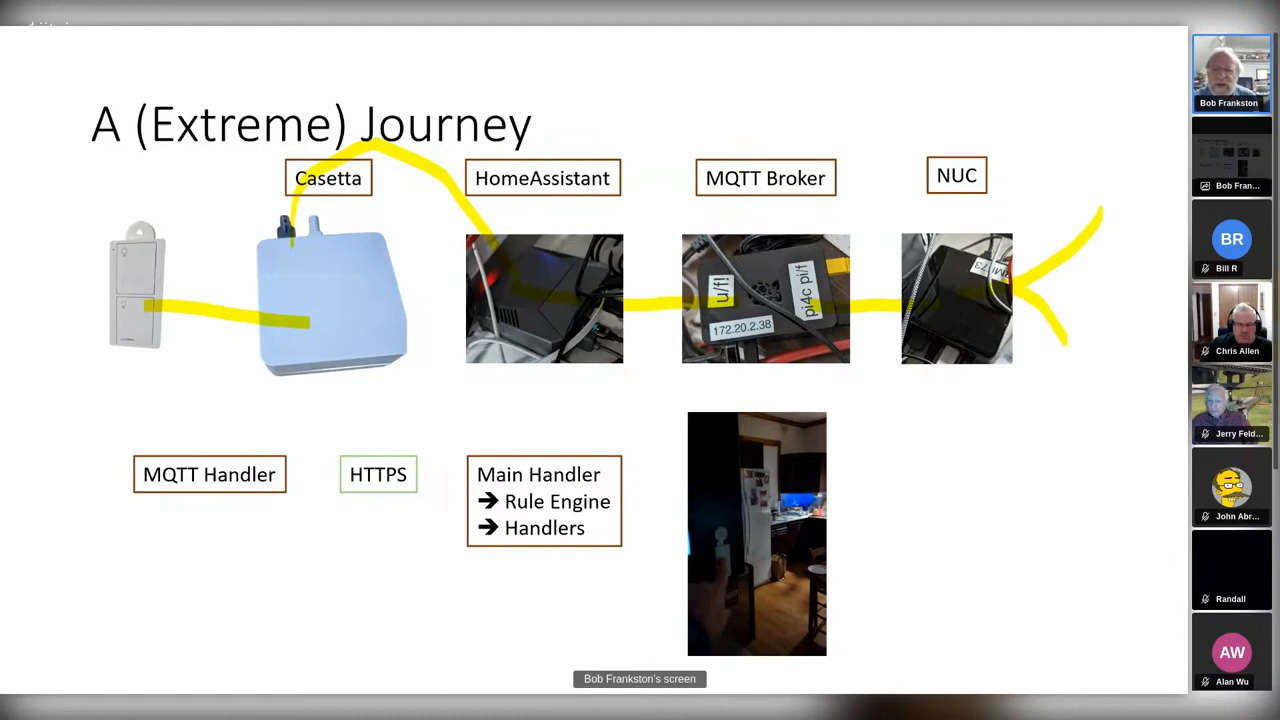 A (Extreme) Journey
Casetta
HomeAssistant
MQTT Broker
NUC
u/f!
pi4c pi/f
172.20.2.38
MQTT Handler
HTTPS
Main Handler
➔ Rule Engine
➔ Handlers
Bob Frankston's screen
Bob Frankston
Bob Fran...
BR
Bill R
Chris Allen
Jerry Feld...
John Abr...
Randall
AW
Alan Wu